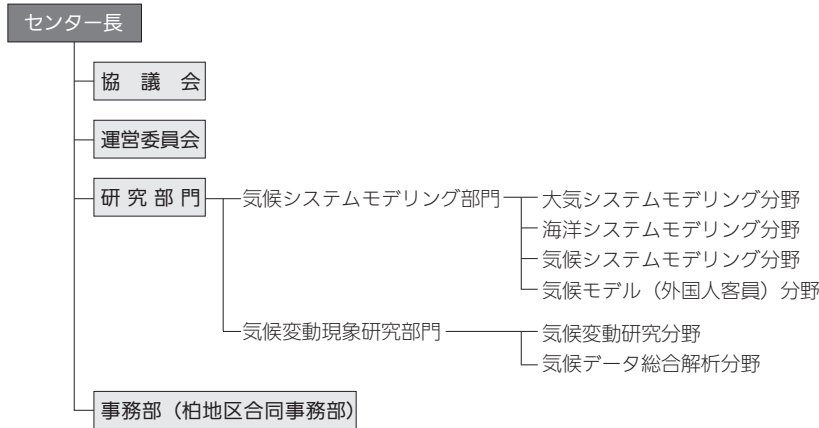 センター長
協　議　会
運営委員会
研 究 部 門
気候システムモデリング部門
大気システムモデリング分野
海洋システムモデリング分野
気候システムモデリング分野
気候モデル（外国人客員）分野
気候変動現象研究部門
気候変動研究分野
気候データ総合解析分野
事務部（柏地区合同事務部）